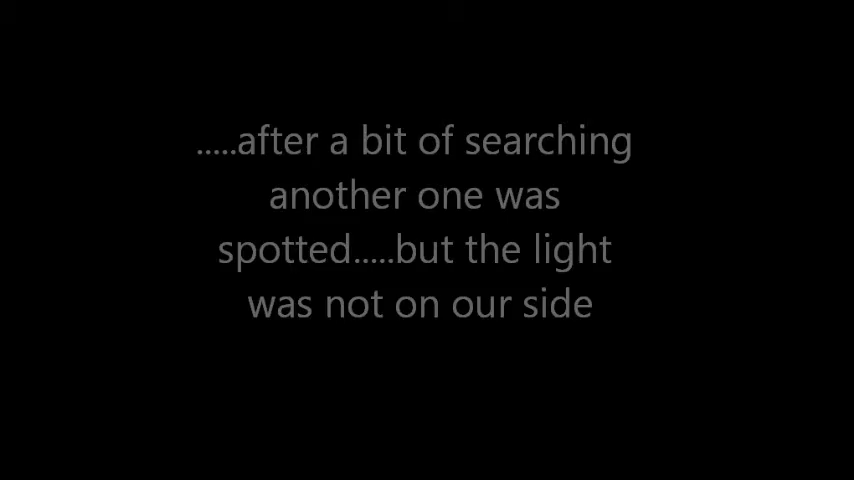 .....after a bit of searching
another one was
spotted.....but the light
was not on our side